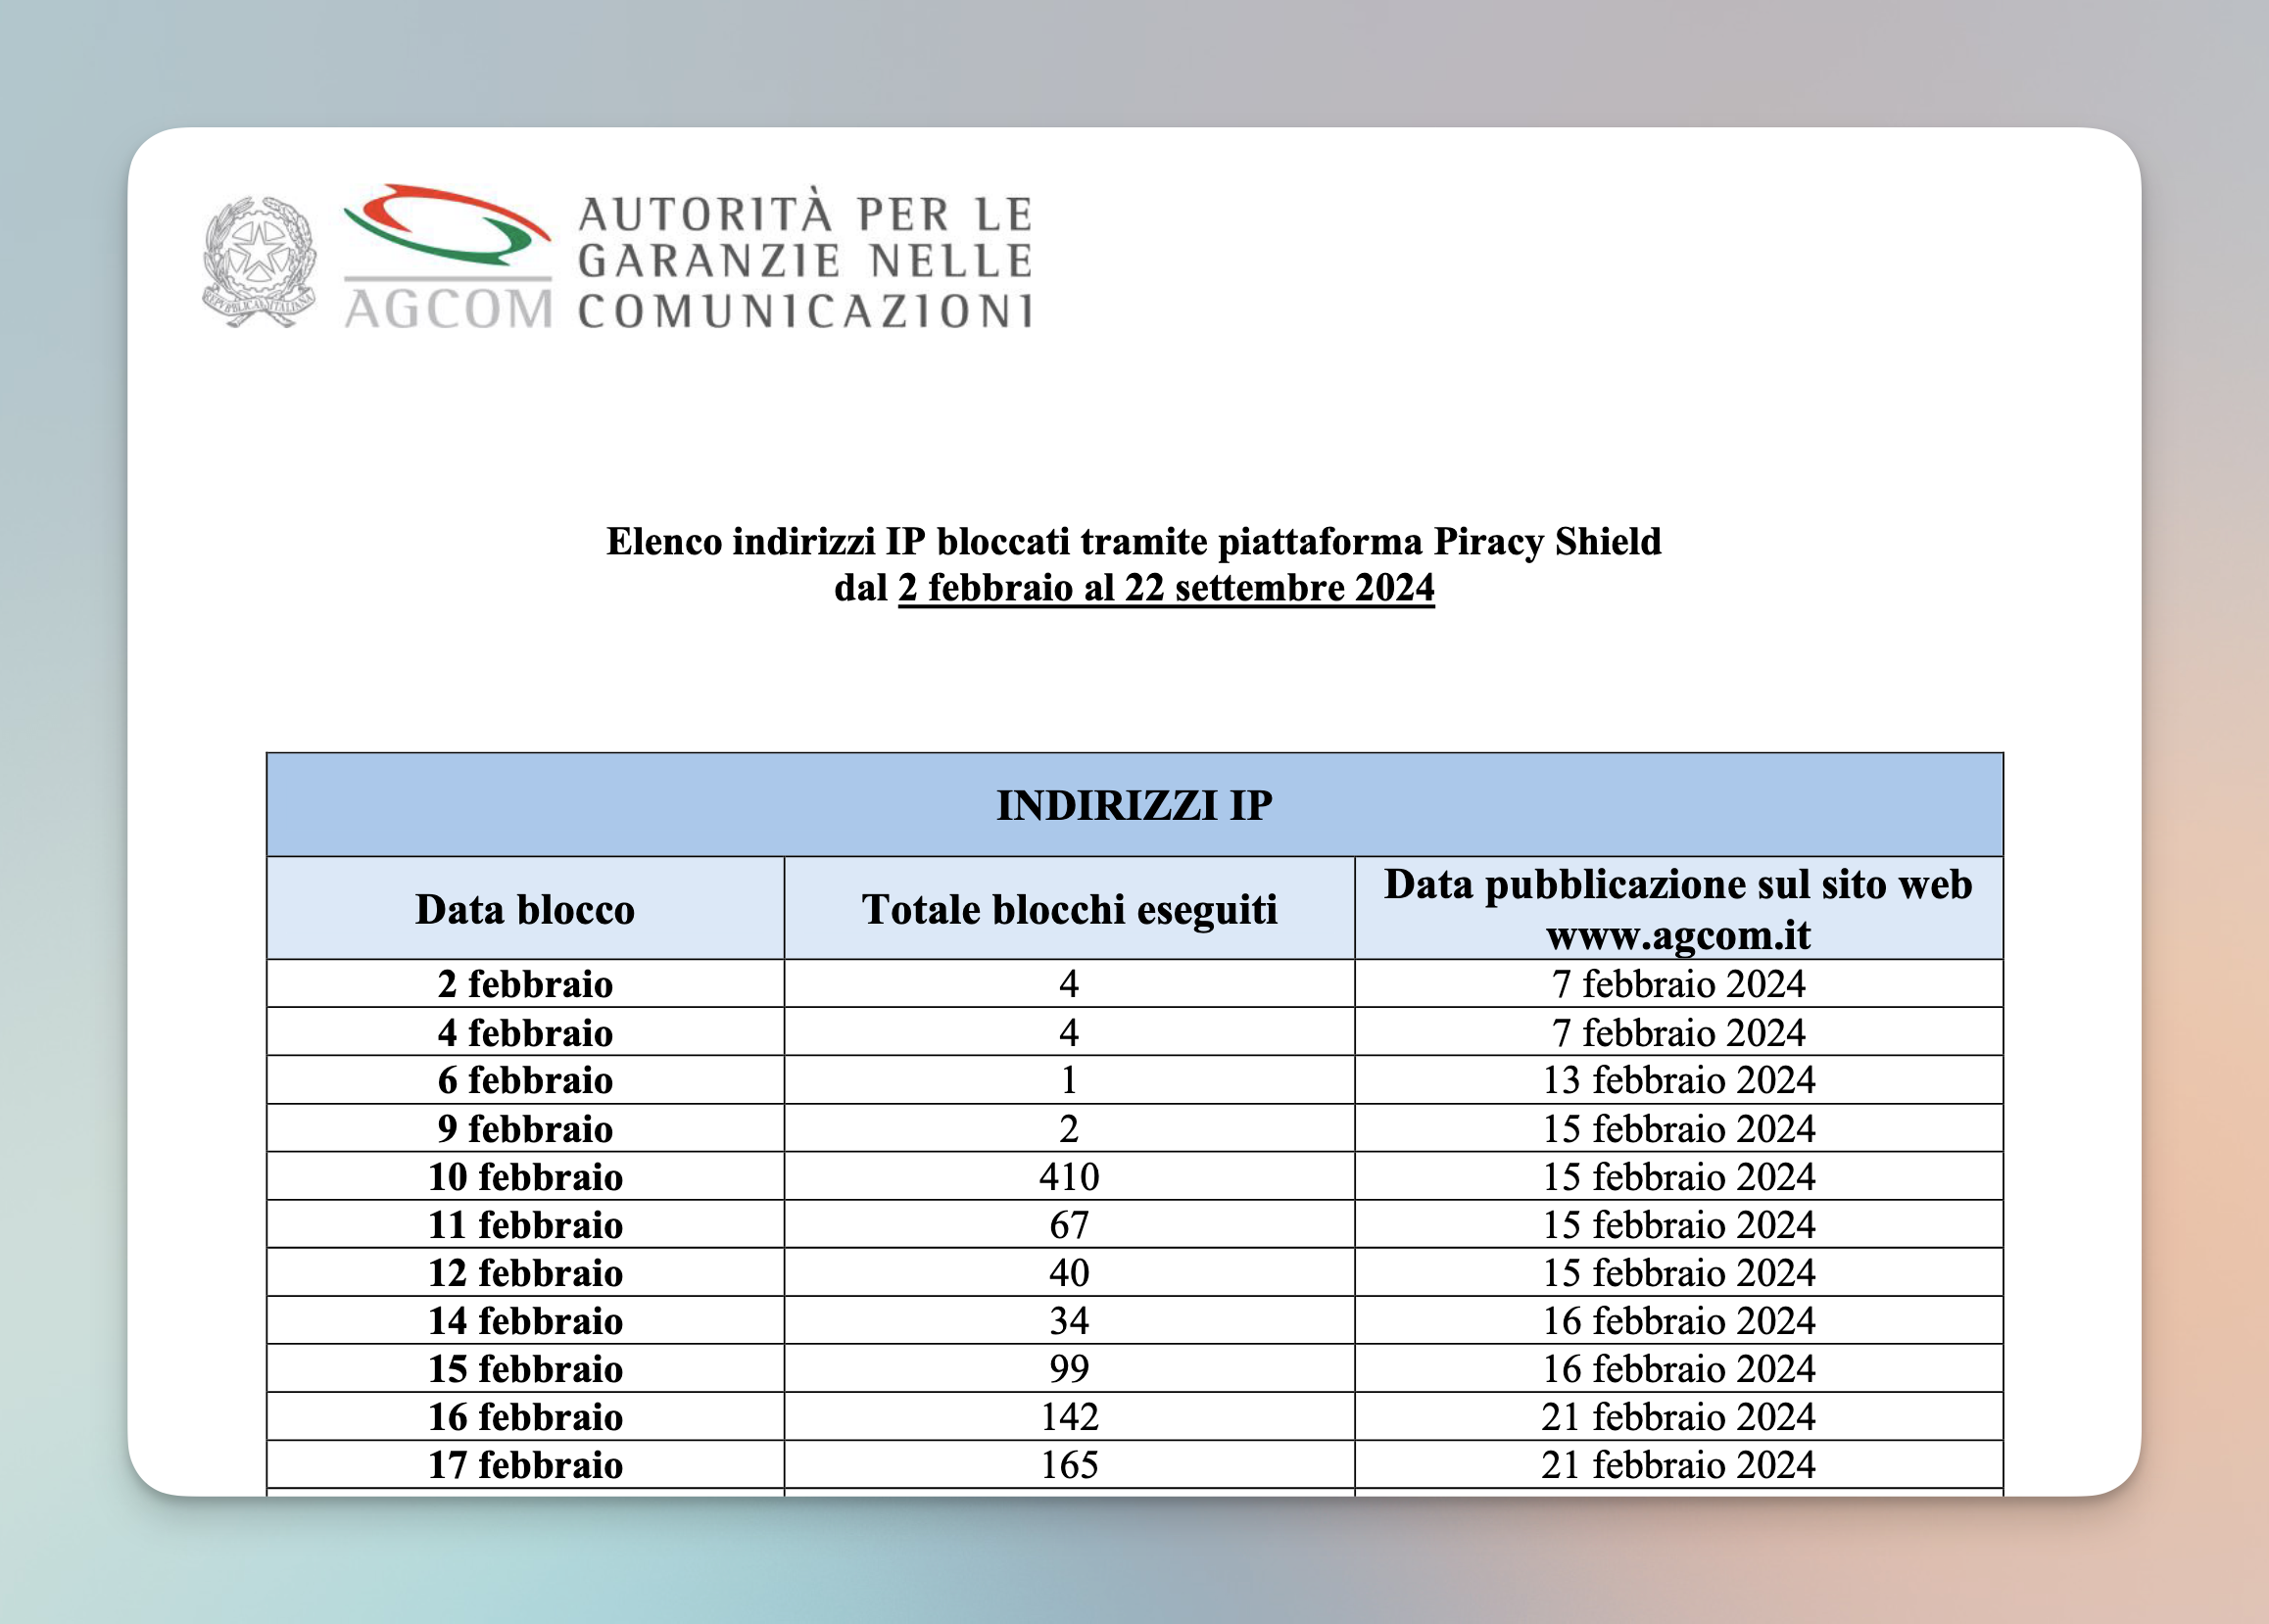 AUTORITÀ PER LE
GARANZIE NELLE
COMUNICAZIONI
AGCOM
REPVBBLICA ITALIANA
Elenco indirizzi IP bloccati tramite piattaforma Piracy Shield
dal 2 febbraio al 22 settembre 2024
INDIRIZZI IP
Data blocco Totale blocchi eseguiti Data pubblicazione sul sito web
www.agcom.it
2 febbraio 4 7 febbraio 2024
4 febbraio 4 7 febbraio 2024
6 febbraio 1 13 febbraio 2024
9 febbraio 2 15 febbraio 2024
10 febbraio 410 15 febbraio 2024
11 febbraio 67 15 febbraio 2024
12 febbraio 40 15 febbraio 2024
14 febbraio 34 16 febbraio 2024
15 febbraio 99 16 febbraio 2024
16 febbraio 142 21 febbraio 2024
17 febbraio 165 21 febbraio 2024